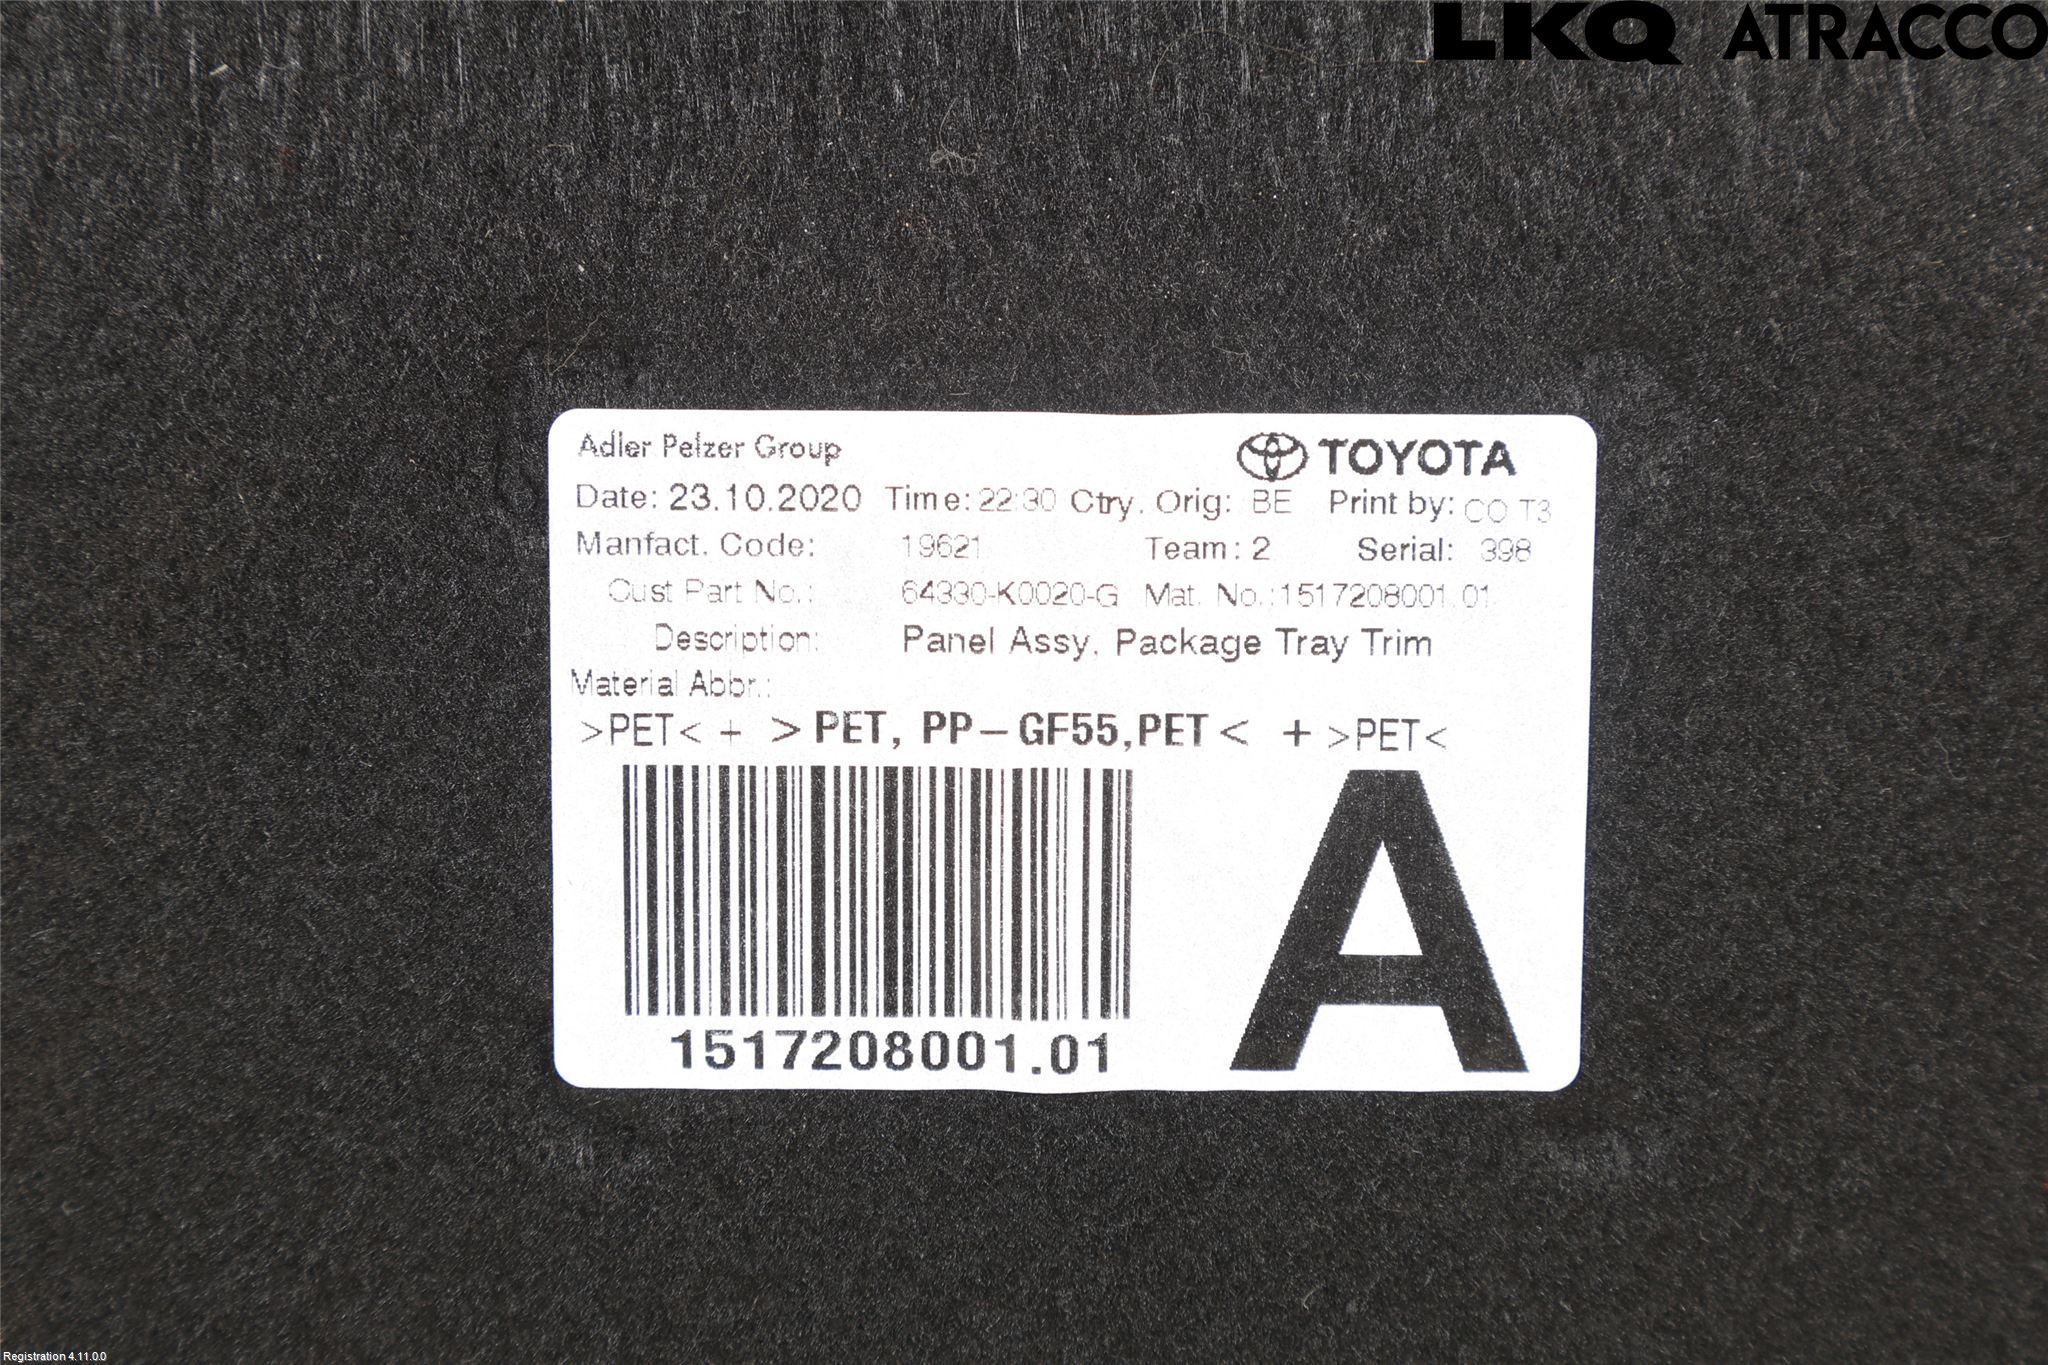 LKQ ATRACCO
Adler Pelzer Group
TOYOTA
Date: 23.10.2020 Time: 22:30 Ctry. Orig: BE Print by: CO T3
Manfact. Code: 19621 Team: 2 Serial: 398
Cust Part No.: 64330-K0020-G Mat. No.:1517208001.01
Description: Panel Assy, Package Tray Trim
Material Abbr.:
>PET< + >PET, PP-GF55,PET< + >PET<
A
1517208001.01
Registration 4.11.0.0